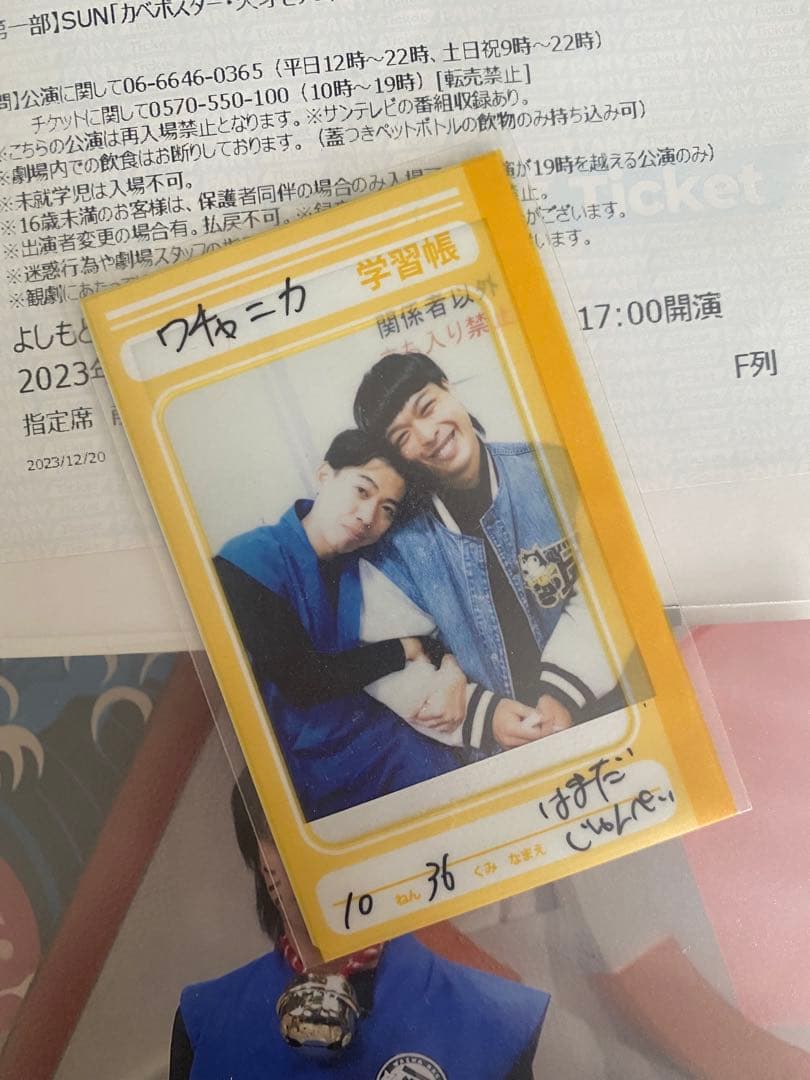 第一部】SUN「カベポスター・
問】公演に関して06-6646-0365（平日12時～22時、土日祝9時～22時）
チケットに関して0570-550-100（10時～19時）[転売禁止]
※こちらの公演は再入場禁止となります。※サンテレビの番組収録あり。
※劇場内での飲食はお断りしております。（蓋つきペットボトルの飲物のみ持ち込み可）
※未就学児は入場不可。
※16歳未満のお客様は、保護者同伴の場合のみ入場
が19時を越える公演のみ）
※出演者変更の場合有。払戻不可。
止。
※迷惑行為や劇場スタッフの
がございます。
※観劇にあたっ
います。
Ticket
よしもと
17:00開演
2023年
F列
指定席
2023/12/20
学習帳
ワチャニカ
関係者以外
立ち入り禁止
10 ねん 36 くみ なまえ はまだ
じゅんぺい